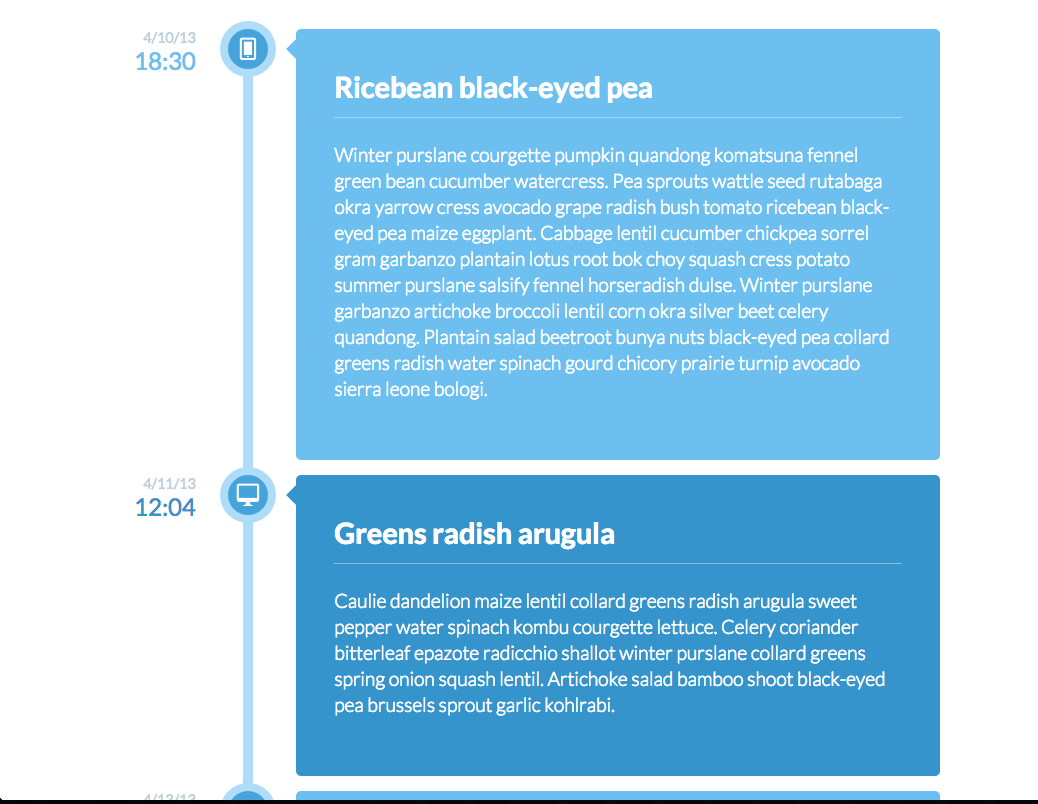 4/10/13
18:30
Ricebean black-eyed pea
Winter purslane courgette pumpkin quandong komatsuna fennel
green bean cucumber watercress. Pea sprouts wattle seed rutabaga
okra yarrow cress avocado grape radish bush tomato ricebean black-
eyed pea maize eggplant. Cabbage lentil cucumber chickpea sorrel
gram garbanzo plantain lotus root bok choy squash cress potato
summer purslane salsify fennel horseradish dulse. Winter purslane
garbanzo artichoke broccoli lentil corn okra silver beet celery
quandong. Plantain salad beetroot bunya nuts black-eyed pea collard
greens radish water spinach gourd chicory prairie turnip avocado
sierra leone bologi.
4/11/13
12:04
Greens radish arugula
Caulie dandelion maize lentil collard greens radish arugula sweet
pepper water spinach kombu courgette lettuce. Celery coriander
bitterleaf epazote radicchio shallot winter purslane collard greens
spring onion squash lentil. Artichoke salad bamboo shoot black-eyed
pea brussels sprout garlic kohlrabi.
4/13/13